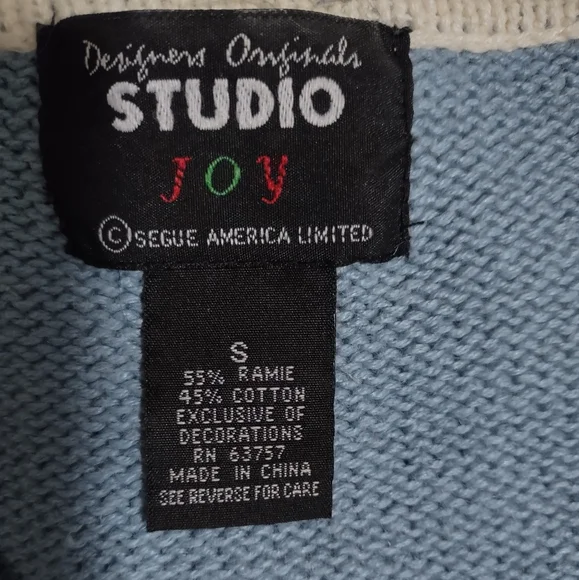 Designers Originals
STUDIO
JOY
©SEGUE AMERICA LIMITED
S
55% RAMIE
45% COTTON
EXCLUSIVE OF
DECORATIONS
RN 63757
MADE IN CHINA
SEE REVERSE FOR CARE